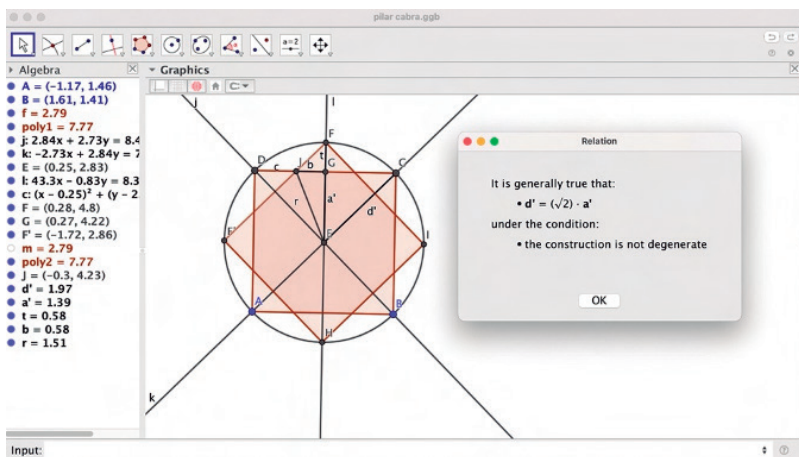 pilar cabra.ggb
a=2
Algebra
Graphics
A = (−1.17, 1.46)
B = (1.61, 1.41)
f = 2.79
poly1 = 7.77
j: 2.84x + 2.73y = 8.4
k: −2.73x + 2.84y = 7
E = (0.25, 2.83)
l: 43.3x − 0.83y = 8.3
c: (x − 0.25)² + (y − 2.
F = (0.28, 4.8)
G = (0.27, 4.22)
F' = (−1.72, 2.86)
m = 2.79
poly2 = 7.77
J = (−0.3, 4.23)
d' = 1.97
a' = 1.39
t = 0.58
b = 0.58
r = 1.51
j
l
F
D
c
J
b
t
G
C
r
a'
d'
F'
E
I
A
B
H
k
Relation
It is generally true that:
• d' = (√2) · a'
under the condition:
• the construction is not degenerate
OK
Input: